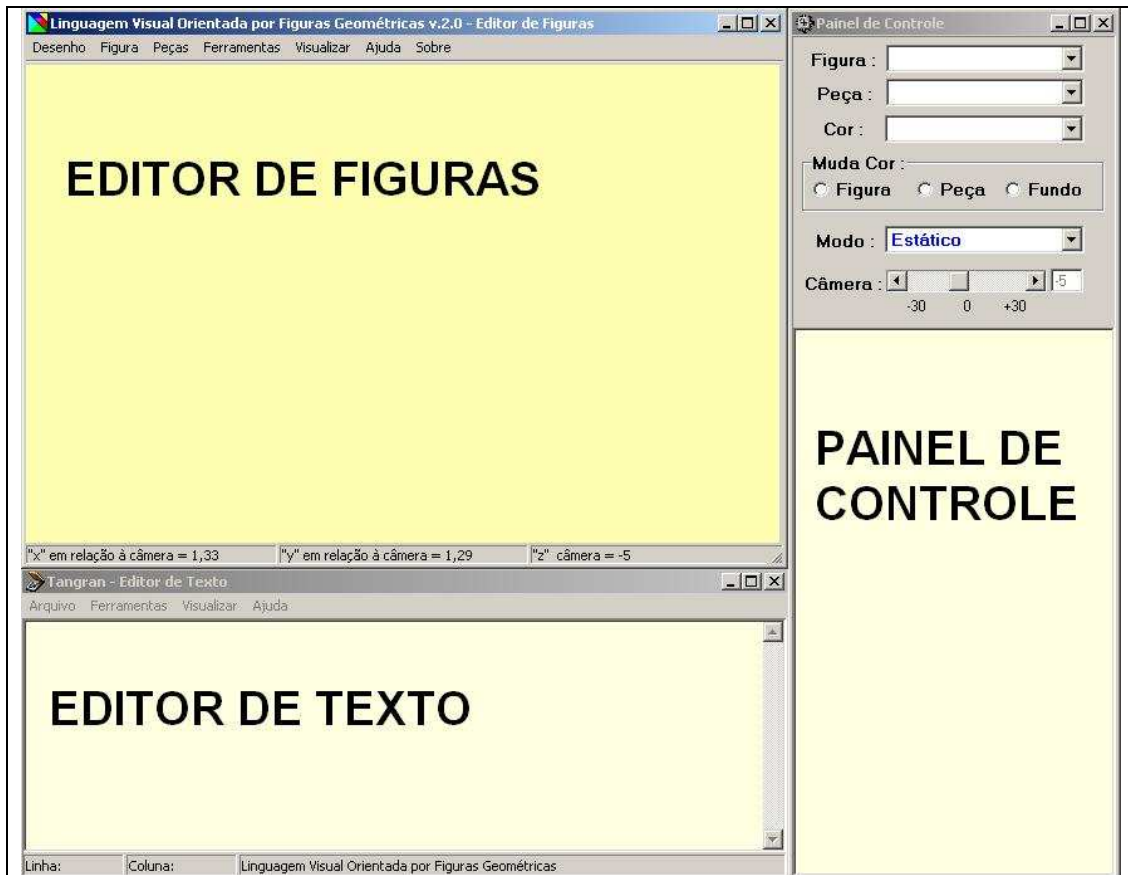 Linguagem Visual Orientada por Figuras Geométricas v.2.0 - Editor de Figuras
Desenho Figura Peças Ferramentas Visualizar Ajuda Sobre
EDITOR DE FIGURAS
"x" em relação à câmera = 1,33 "y" em relação à câmera = 1,29 "z" câmera = -5
Tangran - Editor de Texto
Arquivo Ferramentas Visualizar Ajuda
EDITOR DE TEXTO
Linha: Coluna: Linguagem Visual Orientada por Figuras Geométricas
Painel de Controle
Figura :
Peça :
Cor :
Muda Cor :
Figura Peça Fundo
Modo : Estático
Câmera : -5
-30 0 +30
PAINEL DE
CONTROLE